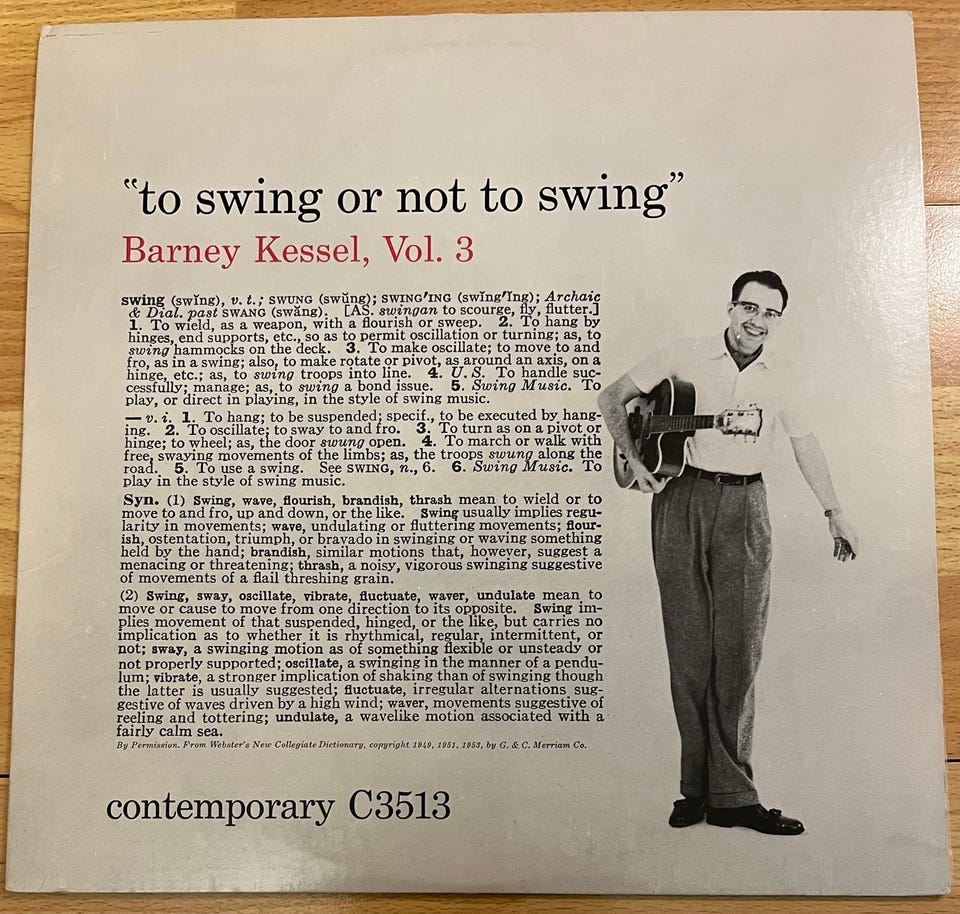 “to swing or not to swing”
Barney Kessel, Vol. 3
swing (swĭng), v. t.; SWUNG (swŭng); SWING′ING (swĭng′ĭng); Archaic
& Dial. past SWANG (swăng). [AS. swingan to scourge, fly, flutter.]
1. To wield, as a weapon, with a flourish or sweep. 2. To hang by
hinges, end supports, etc., so as to permit oscillation or turning; as, to
swing hammocks on the deck. 3. To make oscillate; to move to and
fro, as in a swing; also, to make rotate or pivot, as around an axis, on a
hinge, etc.; as, to swing troops into line. 4. U. S. To handle suc-
cessfully; manage; as, to swing a bond issue. 5. Swing Music. To
play, or direct in playing, in the style of swing music.
— v. i. 1. To hang; to be suspended; specif., to be executed by hang-
ing. 2. To oscillate; to sway to and fro. 3. To turn as on a pivot or
hinge; to wheel; as, the door swung open. 4. To march or walk with
free, swaying movements of the limbs; as, the troops swung along the
road. 5. To use a swing. See SWING, n., 6. 6. Swing Music. To
play in the style of swing music.
Syn. (1) Swing, wave, flourish, brandish, thrash mean to wield or to
move to and fro, up and down, or the like. Swing usually implies regu-
larity in movements; wave, undulating or fluttering movements; flour-
ish, ostentation, triumph, or bravado in swinging or waving something
held by the hand; brandish, similar motions that, however, suggest a
menacing or threatening; thrash, a noisy, vigorous swinging suggestive
of movements of a flail threshing grain.
(2) Swing, sway, oscillate, vibrate, fluctuate, waver, undulate mean to
move or cause to move from one direction to its opposite. Swing im-
plies movement of that suspended, hinged, or the like, but carries no
implication as to whether it is rhythmical, regular, intermittent, or
not; sway, a swinging motion as of something flexible or unsteady or
not properly supported; oscillate, a swinging in the manner of a pendu-
lum; vibrate, a stronger implication of shaking than of swinging though
the latter is usually suggested; fluctuate, irregular alternations sug-
gestive of waves driven by a high wind; waver, movements suggestive of
reeling and tottering; undulate, a wavelike motion associated with a
fairly calm sea.
By Permission. From Webster's New Collegiate Dictionary, copyright 1949, 1951, 1953, by G. & C. Merriam Co.
contemporary C3513